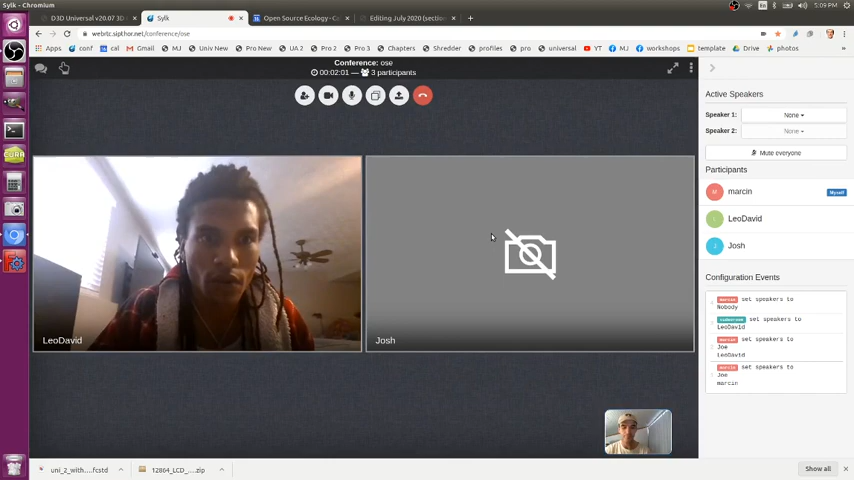 Sylk - Chromium
En
5:09 PM
D3D Universal v20.07 3D
Sylk
Open Source Ecology - C
Editing July 2020 (section
webrtc.sipthor.net/conference/ose
Apps
conf
M
Gmail
MJ
Univ New
Pro New
UA 2
Pro 2
Pro 3
Chapters
Shredder
profiles
pro
universal
YT
MJ
workshops
template
Drive
photos
Conference: ose
00:02:01 — 3 participants
LeoDavid
Josh
Active Speakers
Speaker 1:
None
Speaker 2:
None
Mute everyone
Participants
M
marcin
Myself
L
LeoDavid
J
Josh
Configuration Events
marcin set speakers to
Nobody
set speakers to
LeoDavid
marcin set speakers to
Joe
LeoDavid
marcin set speakers to
Joe
marcin
uni_2_with....fcstd
12864_LCD_....zip
Show all
CURA